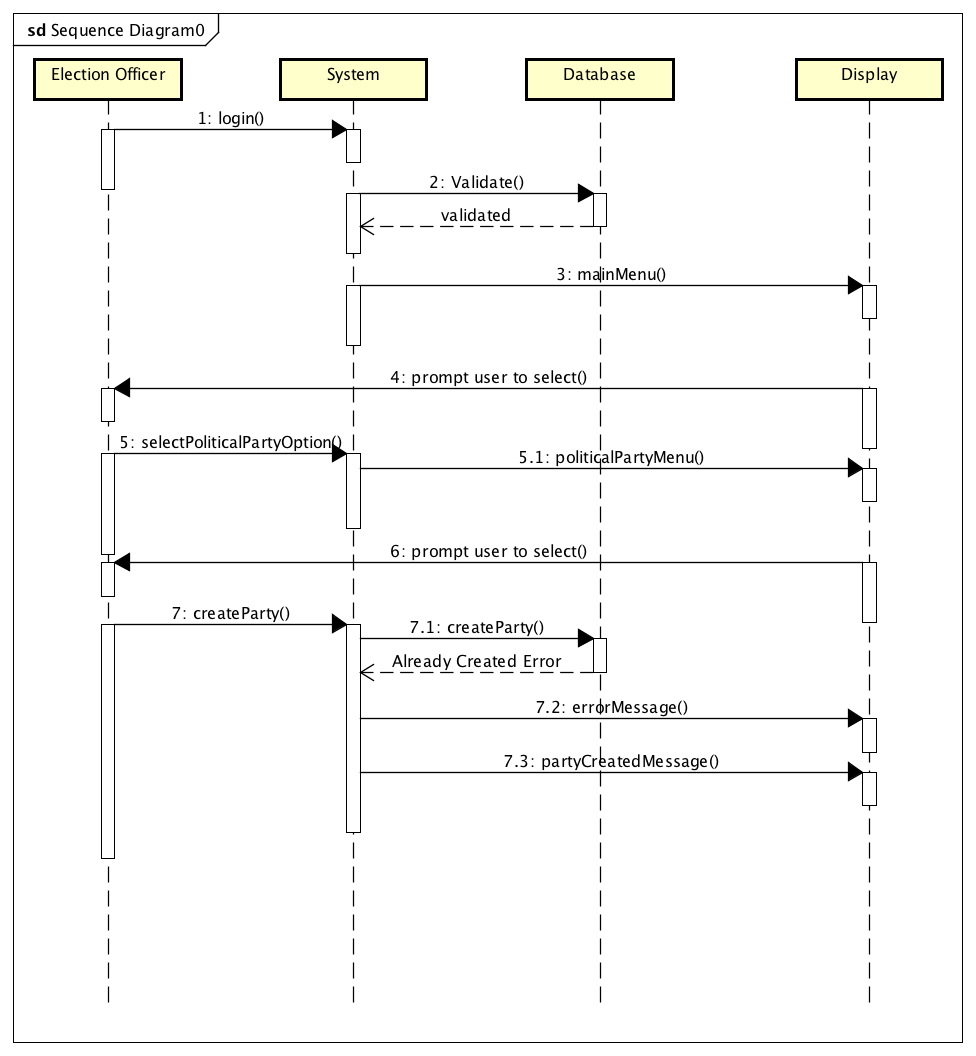 sd Sequence Diagram0
Election Officer
System
Database
Display
1: login()
2: Validate()
validated
3: mainMenu()
4: prompt user to select()
5: selectPoliticalPartyOption()
5.1: politicalPartyMenu()
6: prompt user to select()
7: createParty()
7.1: createParty()
Already Created Error
7.2: errorMessage()
7.3: partyCreatedMessage()